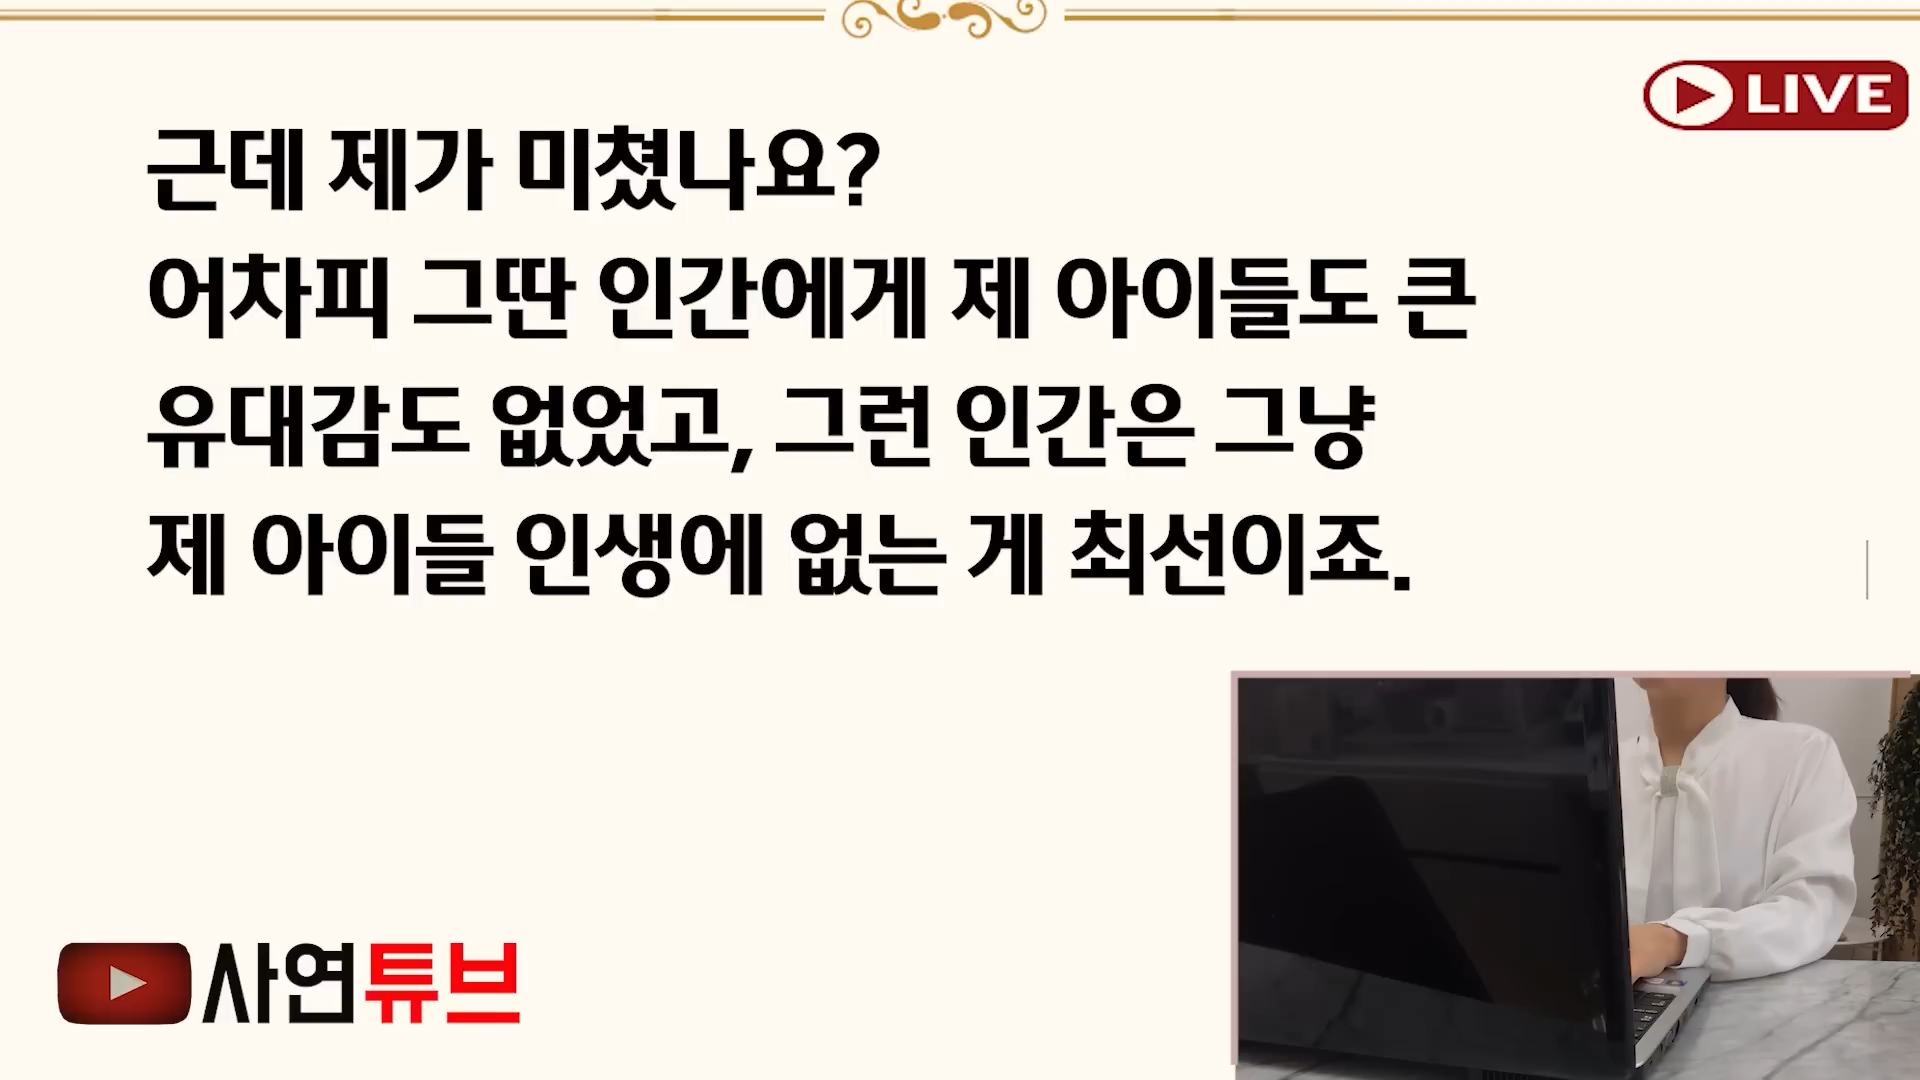 LIVE
근데 제가 미쳤나요?
어차피 그딴 인간에게 제 아이들도 큰
유대감도 없었고, 그런 인간은 그냥
제 아이들 인생에 없는 게 최선이죠.
사연튜브